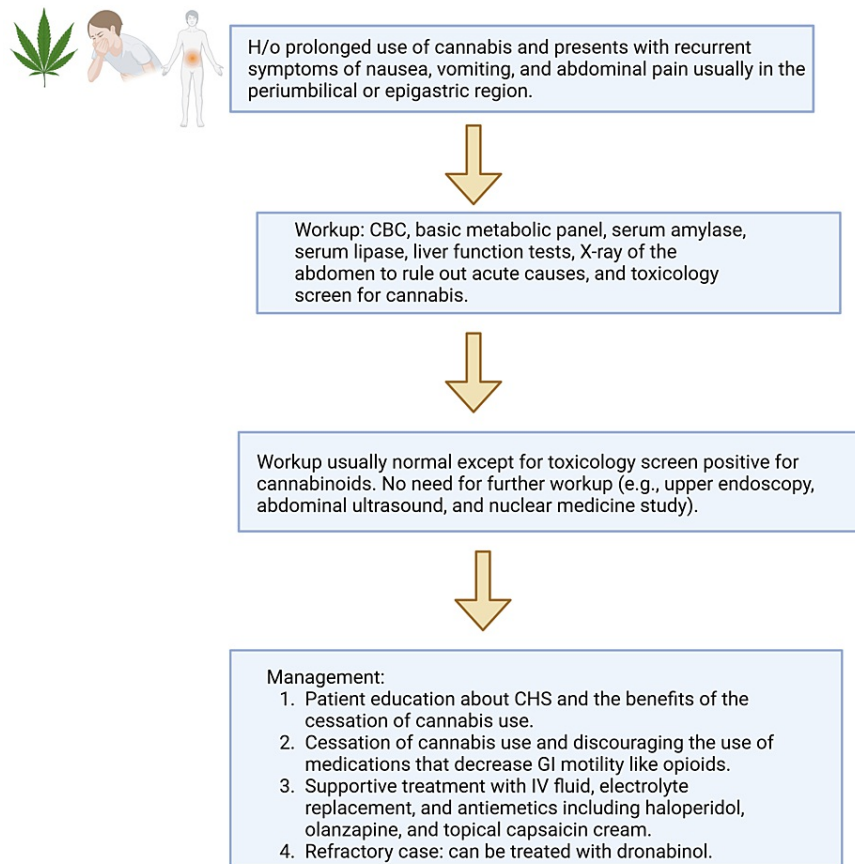 H/o prolonged use of cannabis and presents with recurrent
symptoms of nausea, vomiting, and abdominal pain usually in the
periumbilical or epigastric region.
Workup: CBC, basic metabolic panel, serum amylase,
serum lipase, liver function tests, X-ray of the
abdomen to rule out acute causes, and toxicology
screen for cannabis.
Workup usually normal except for toxicology screen positive for
cannabinoids. No need for further workup (e.g., upper endoscopy,
abdominal ultrasound, and nuclear medicine study).
Management:
1. Patient education about CHS and the benefits of the
cessation of cannabis use.
2. Cessation of cannabis use and discouraging the use of
medications that decrease GI motility like opioids.
3. Supportive treatment with IV fluid, electrolyte
replacement, and antiemetics including haloperidol,
olanzapine, and topical capsaicin cream.
4. Refractory case: can be treated with dronabinol.